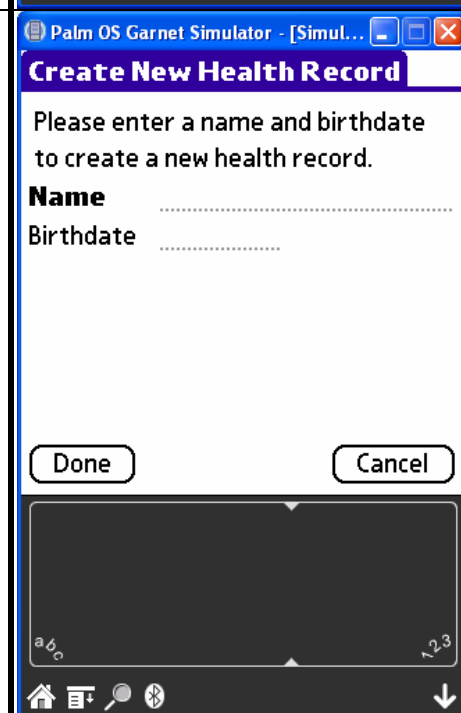 Palm OS Garnet Simulator - [Simul...
Create New Health Record
Please enter a name and birthdate
to create a new health record.
Name
Birthdate
Done
Cancel
abc
123